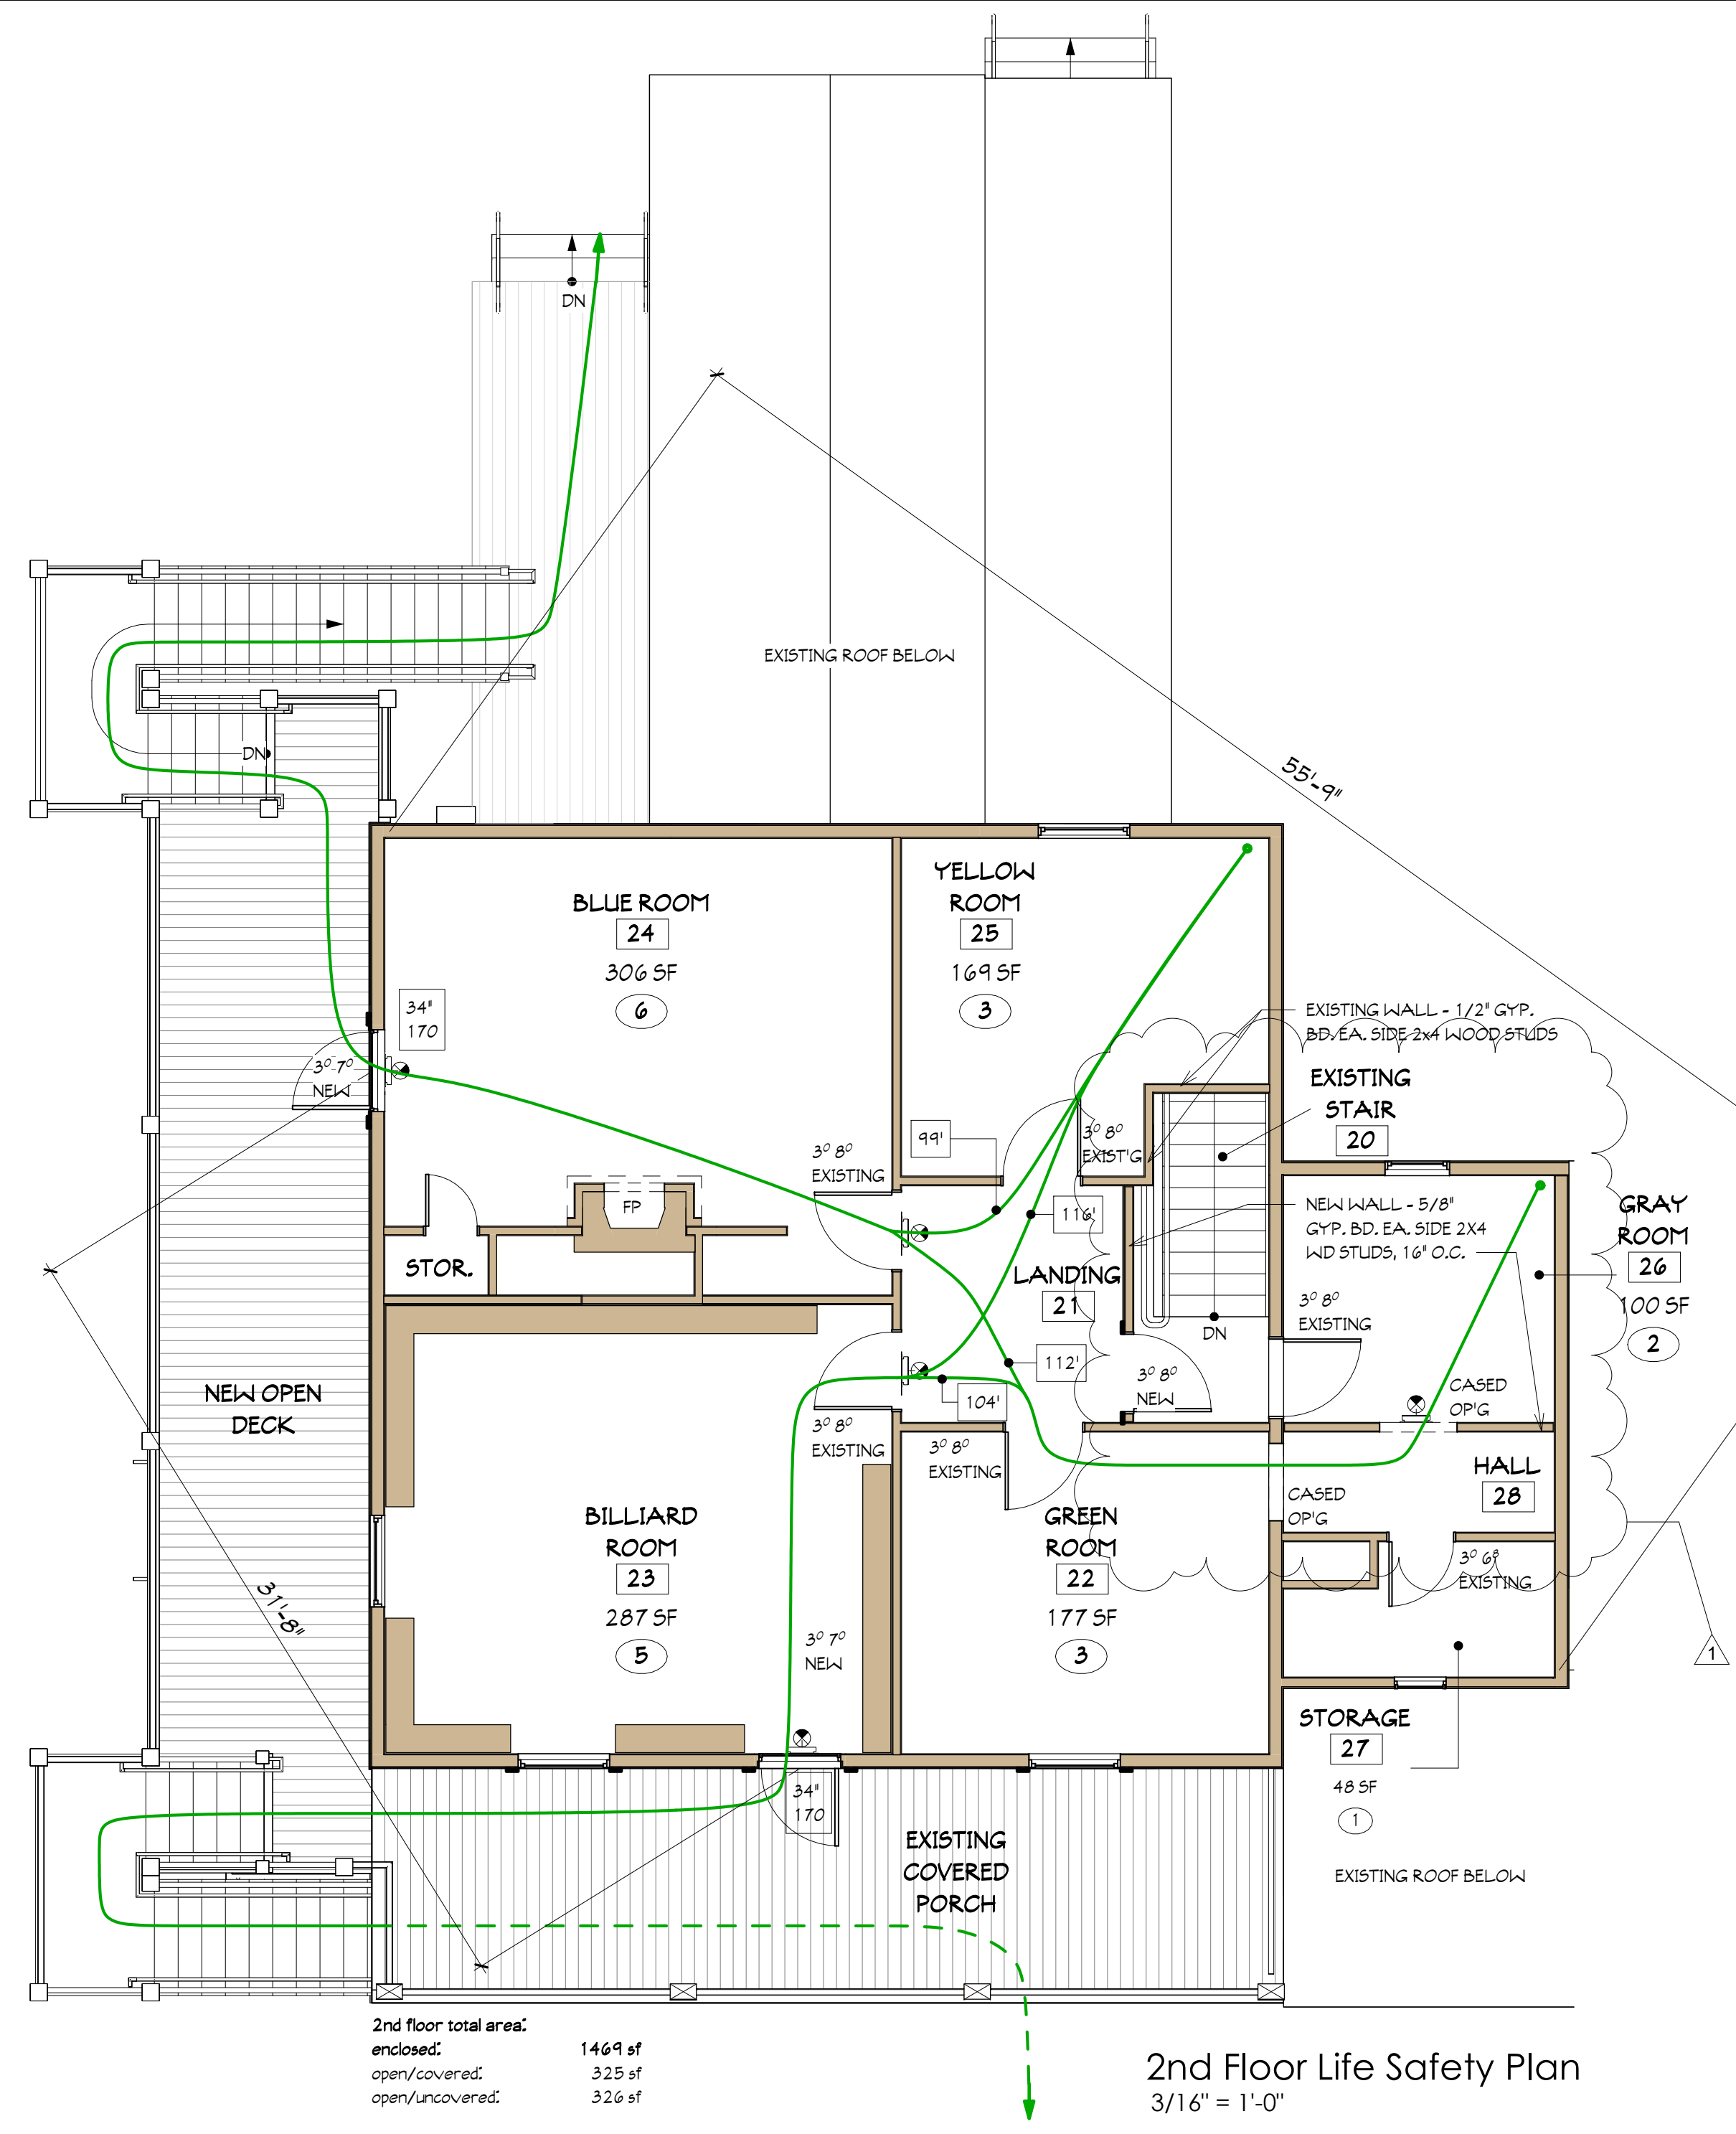 DN
EXISTING ROOF BELOW
55'-9"
DN
BLUE ROOM
24
306 SF
6
YELLOW
ROOM
25
169 SF
3
34"
170
3⁰ 7⁰
NEW
EXISTING WALL - 1/2" GYP.
BD. EA. SIDE 2x4 WOOD STUDS
EXISTING
STAIR
20
99'
3⁰ 8⁰
EXIST'G
3⁰ 8⁰
EXISTING
FP
116'
NEW WALL - 5/8"
GYP. BD. EA. SIDE 2X4
WD STUDS, 16" O.C.
GRAY
ROOM
26
100 SF
2
STOR.
LANDING
21
DN
3⁰ 8⁰
EXISTING
112'
104'
3⁰ 8⁰
NEW
CASED
OP'G
NEW OPEN
DECK
3⁰ 8⁰
EXISTING
3⁰ 8⁰
EXISTING
HALL
28
CASED
OP'G
BILLIARD
ROOM
23
287 SF
5
GREEN
ROOM
22
177 SF
3
3⁰ 6⁸
EXISTING
31'-8"
3⁰ 7⁰
NEW
1
STORAGE
27
48 SF
1
34"
170
EXISTING
COVERED
PORCH
EXISTING ROOF BELOW
2nd floor total area:
enclosed: 1469 sf
open/covered: 325 sf
open/uncovered: 326 sf
2nd Floor Life Safety Plan
3/16" = 1'-0"